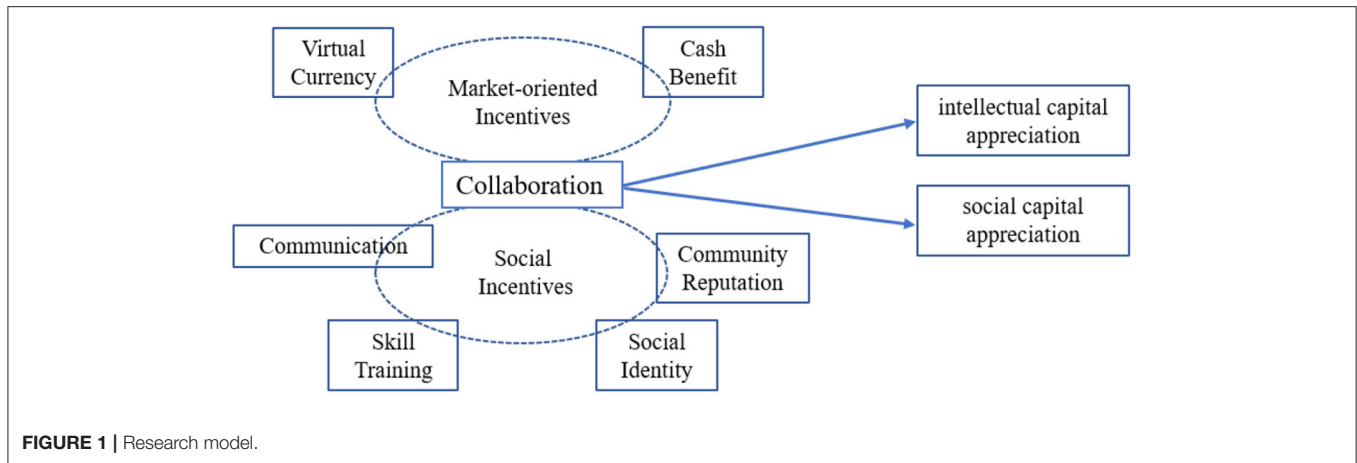 Virtual
Currency
Cash
Benefit
Market-oriented
Incentives
intellectual capital
appreciation
Collaboration
social capital
appreciation
Communication
Social
Incentives
Community
Reputation
Skill
Training
Social
Identity
FIGURE 1 | Research model.